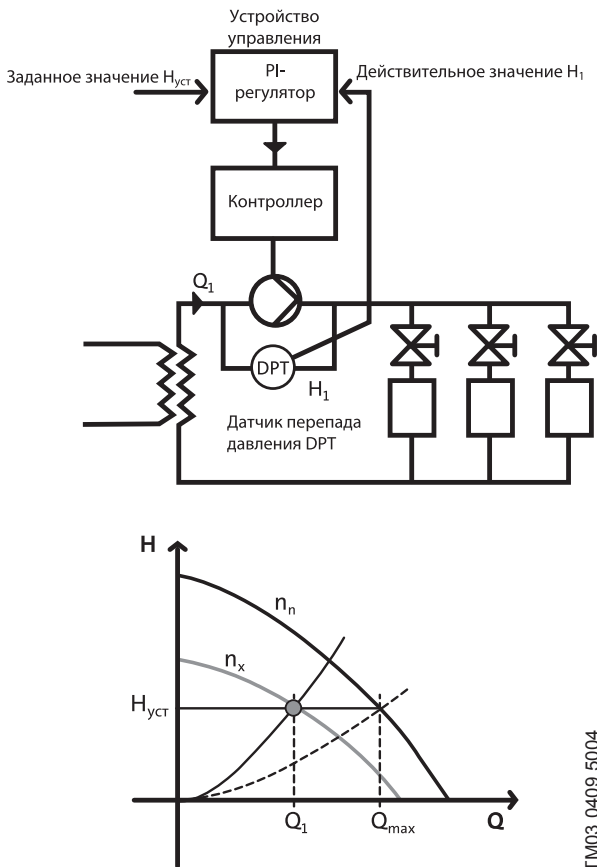 Устройство
управления
PI-
регулятор
Заданное значение Hуст
Действительное значение H1
Контроллер
Q1
DPT
H1
Датчик перепада
давления DPT
H
nn
nx
Hуст
Q1
Qmax
Q
TM03 0409 5004